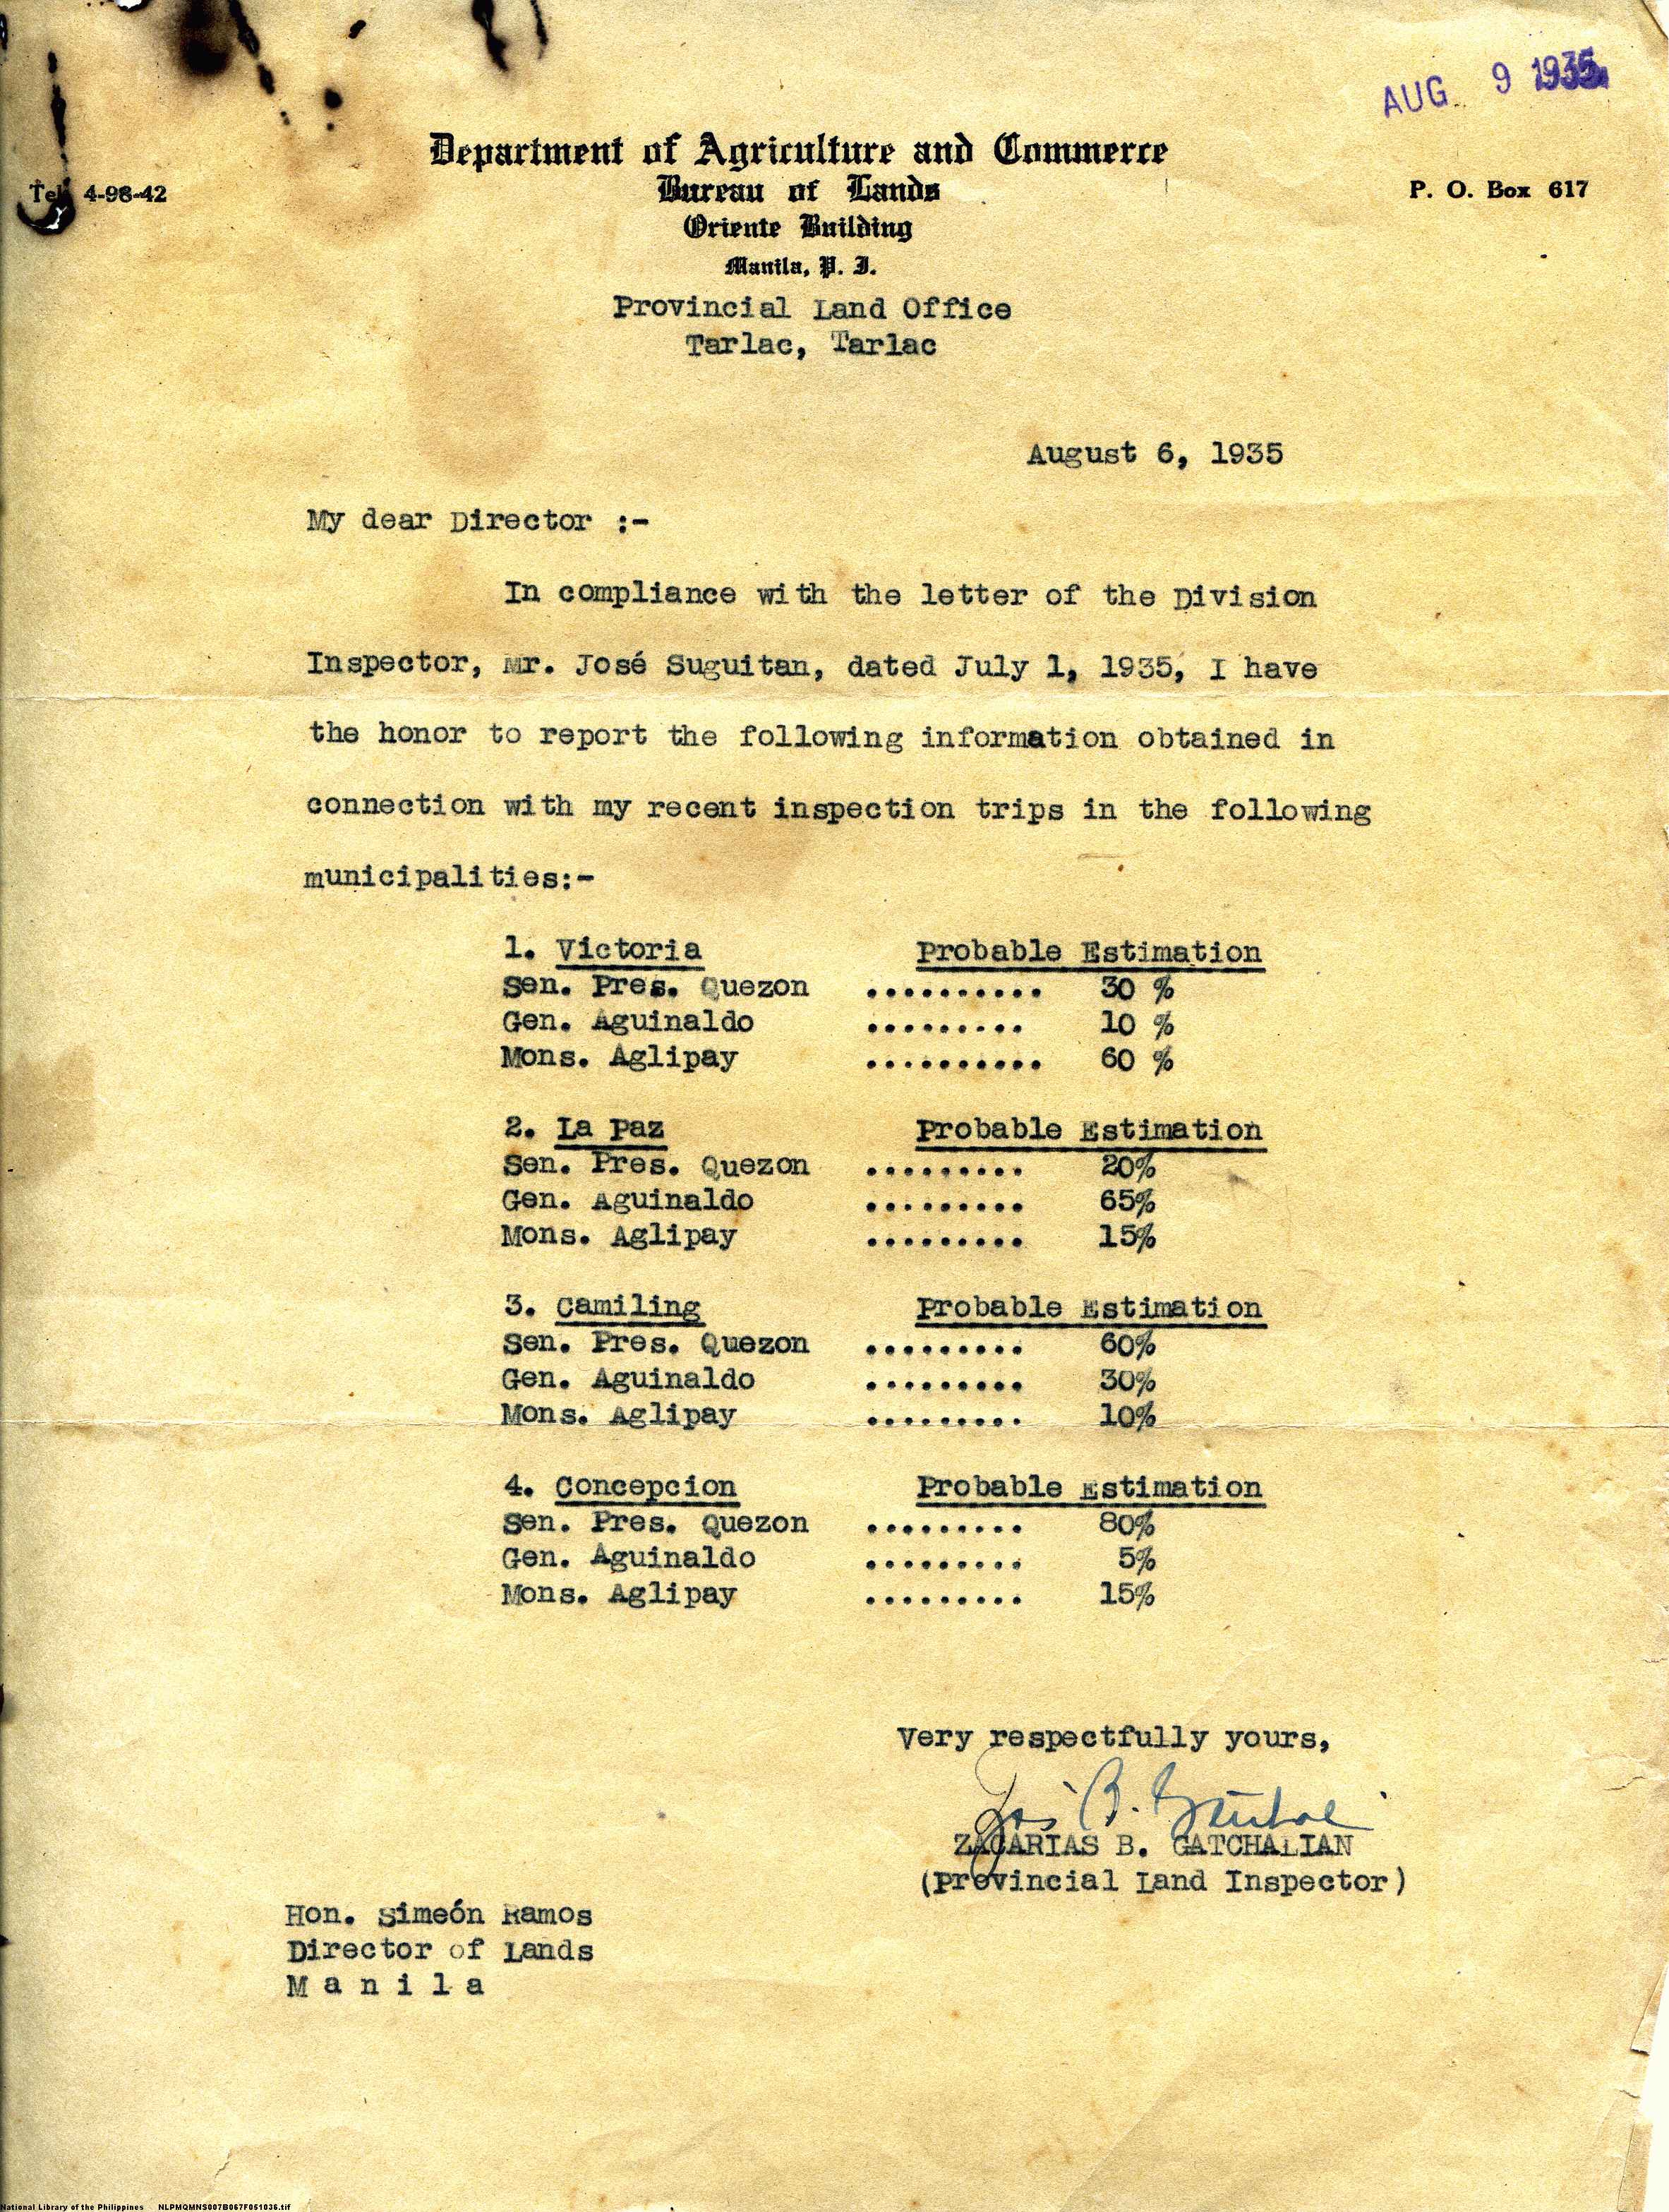 AUG. 9 1935
Department of Agriculture and Commerce
Tel. 4-98-42 Bureau of Lands P. O. Box 617
Oriente Building
Manila, P. I.
Provincial Land Office
Tarlac, Tarlac
August 6, 1935
My dear Director :-
In compliance with the letter of the Division
Inspector, Mr. José Suguitan, dated July 1, 1935, I have
the honor to report the following information obtained in
connection with my recent inspection trips in the following
municipalities:-
1. Victoria Probable Estimation
Sen. Pres. Quezon .......... 30 %
Gen. Aguinaldo ......... 10 %
Mons. Aglipay .......... 60 %
2. La Paz Probable Estimation
Sen. Pres. Quezon ......... 20%
Gen. Aguinaldo ......... 65%
Mons. Aglipay ......... 15%
3. Camiling Probable Estimation
Sen. Pres. Quezon ......... 60%
Gen. Aguinaldo ......... 30%
Mons. Aglipay ......... 10%
4. Concepcion Probable Estimation
Sen. Pres. Quezon ......... 80%
Gen. Aguinaldo ......... 5%
Mons. Aglipay ......... 15%
Very respectfully yours,
ZACARIAS B. GATCHALIAN
(Provincial Land Inspector)
Hon. Simeón Ramos
Director of Lands
M a n i l a
National Library of the Philippines NLPMQMNS007B067F051036.tif